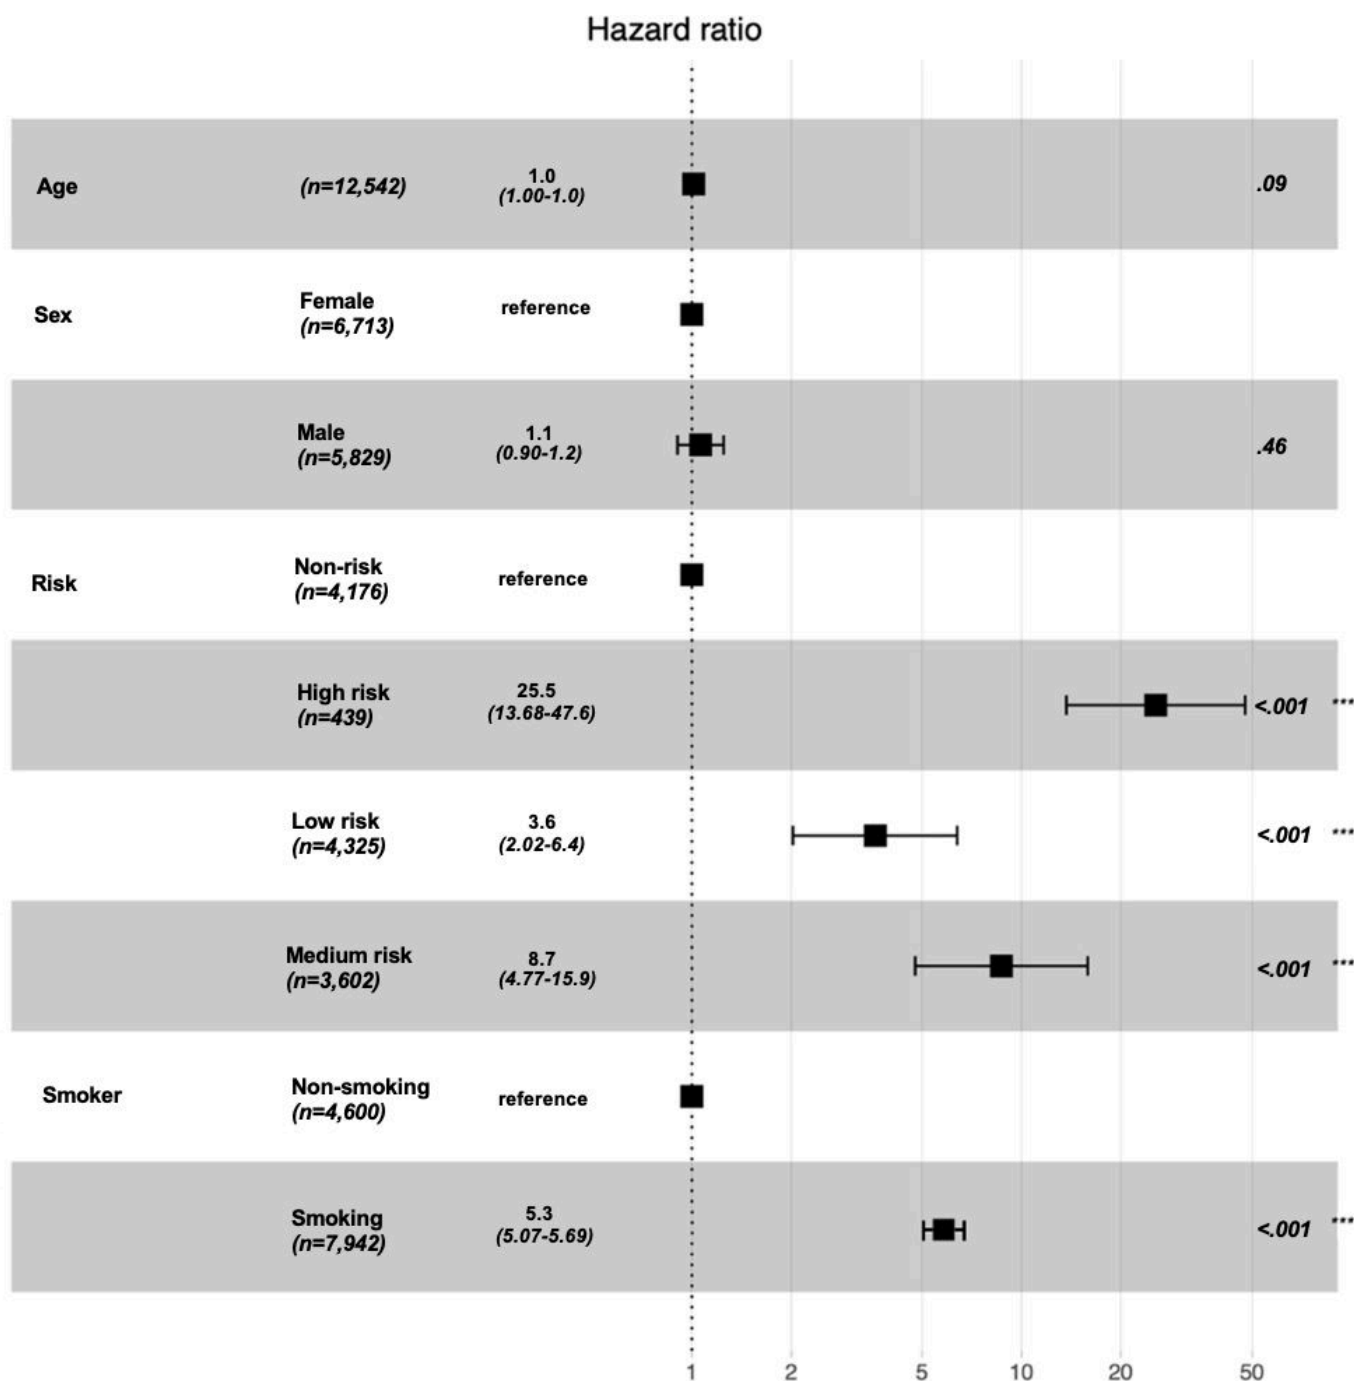 Hazard ratio
Age (n=12,542) 1.0 .09
(1.00-1.0)
Sex Female reference
(n=6,713)
Male 1.1 .46
(n=5,829) (0.90-1.2)
Risk Non-risk reference
(n=4,176)
High risk 25.5 <.001 ***
(n=439) (13.68-47.6)
Low risk 3.6 <.001 ***
(n=4,325) (2.02-6.4)
Medium risk 8.7 <.001 ***
(n=3,602) (4.77-15.9)
Smoker Non-smoking reference
(n=4,600)
Smoking 5.3 <.001 ***
(n=7,942) (5.07-5.69)
1 2 5 10 20 50